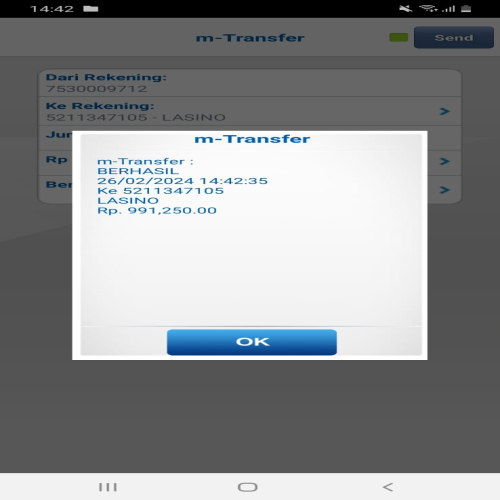 14:42
m-Transfer
Send
Dari Rekening:
7530009712
Ke Rekening:
5211347105 - LASINO
Jur
Rp
Ber
m-Transfer
m-Transfer :
BERHASIL
26/02/2024 14:42:35
Ke 5211347105
LASINO
Rp. 991,250.00
OK